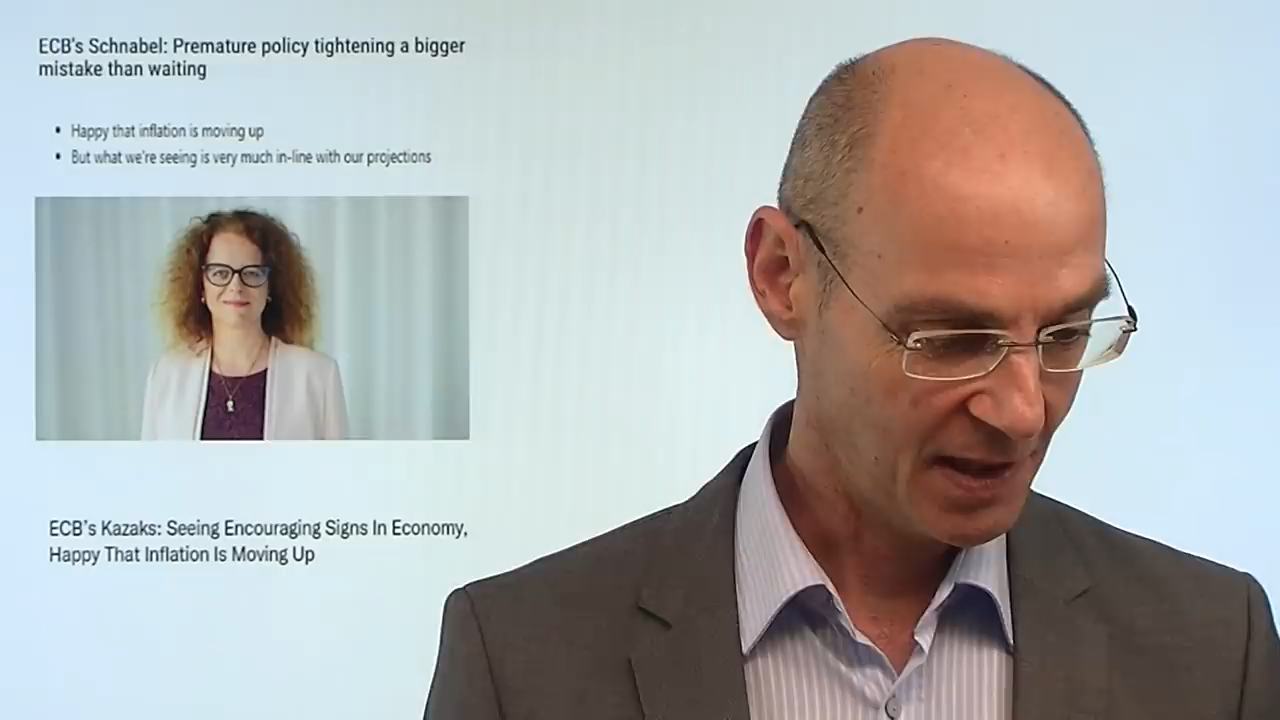 ECB's Schnabel: Premature policy tightening a bigger
mistake than waiting
• Happy that inflation is moving up
• But what we're seeing is very much in-line with our projections
ECB's Kazaks: Seeing Encouraging Signs In Economy,
Happy That Inflation Is Moving Up